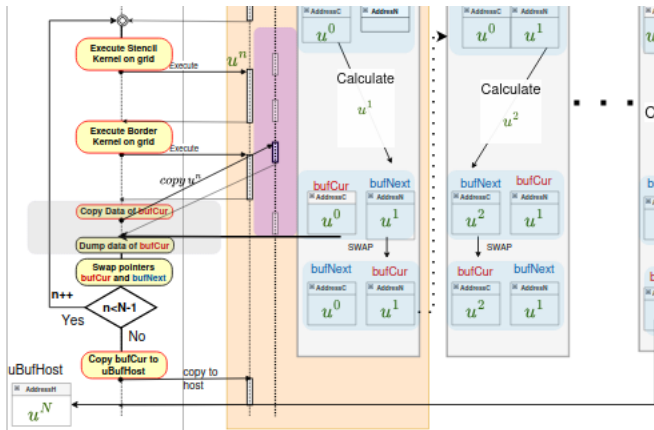 AddressC
AddresN
u^0
AddressC
AddressN
u^0
u^1
Execute Stencil
Kernel on grid
Execute
u^n
Calculate
u^1
Calculate
u^2
Execute Border
Kernel on grid
Execute
copy u^n
bufCur
bufNext
AddressC
AddresN
u^0
u^1
bufNext
bufCur
AddressC
AddressN
u^2
u^1
Copy Data of bufCur
Dump data of bufCur
SWAP
SWAP
Swap pointers
bufCur and bufNext
bufNext
bufCur
AddressC
AddresN
u^0
u^1
bufCur
bufNext
AddressC
AddressN
u^2
u^1
n++
n<N-1
Yes
No
Copy bufCur to
uBufHost
uBufHost
copy to
host
AddressH
u^N